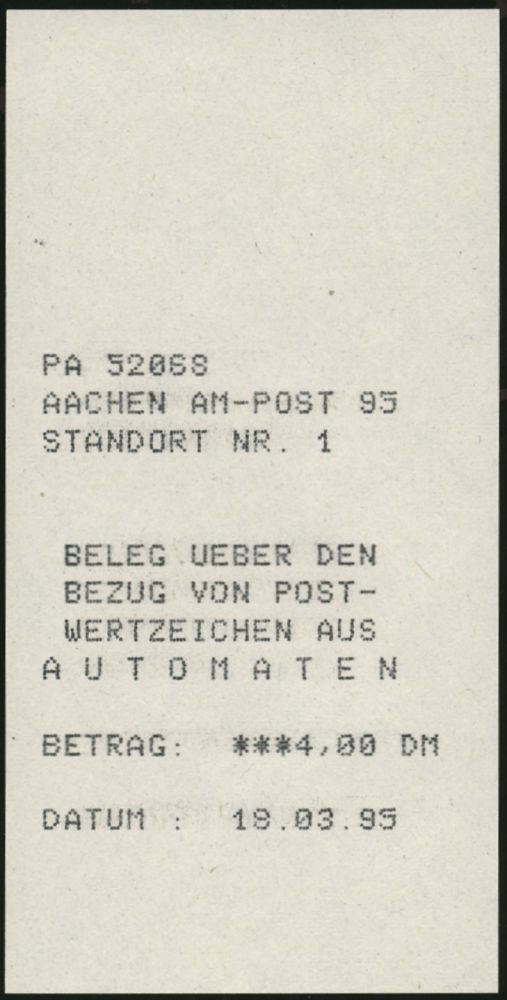 PA 52068
AACHEN AM-POST 95
STANDORT NR. 1
BELEG UEBER DEN
BEZUG VON POST-
WERTZEICHEN AUS
A U T O M A T E N
BETRAG: ***4,00 DM
DATUM : 18.03.95